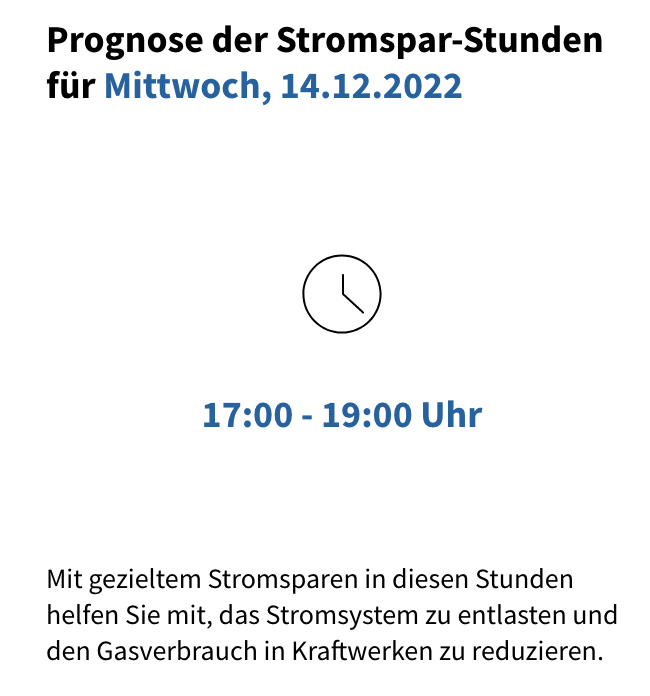 Prognose der Stromspar-Stunden
für Mittwoch, 14.12.2022
17:00 - 19:00 Uhr
Mit gezieltem Stromsparen in diesen Stunden
helfen Sie mit, das Stromsystem zu entlasten und
den Gasverbrauch in Kraftwerken zu reduzieren.